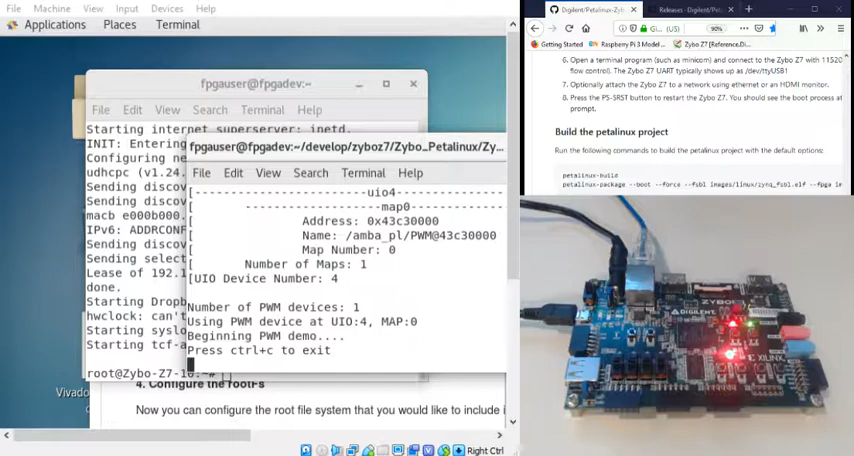 File Machine View Input Devices Help
Applications Places Terminal
fpgauser@fpgadev:~
File Edit View Search Terminal Help
Starting internet superserver: inetd.
INIT: Entering
Configuring ne
udhcpc (v1.24.
Sending discov
macb e000b000.
IPv6: ADDRCONF
Sending discov
Sending select
Lease of 192.1
done.
Starting Dropb
hwclock: can't
Starting syslo
Starting tcf-a
root@Zybo-Z7-10:~#
Vivado
fpgauser@fpgadev:~/develop/zyboz7/Zybo_Petalinux/Zy...
File Edit View Search Terminal Help
[--------------------uio4--------------------
[ --------------------map0--------------------
[ Address: 0x43c30000
[ Name: /amba_pl/PWM@43c30000
[ Map Number: 0
[ Number of Maps: 1
[UIO Device Number: 4
Number of PWM devices: 1
Using PWM device at UIO:4, MAP:0
Beginning PWM demo....
Press ctrl+c to exit
4. Configure the rootFs
Now you can configure the root file system that you would like to include i
Right Ctrl
Digilent/Petalinux-Zybo
Releases · Digilent/Petal
Gi... (US)
90%
Getting Started
Raspberry Pi 3 Model ...
Zybo Z7 [Reference.Di
6. Open a terminal program (such as minicom) and connect to the Zybo Z7 with 11520
flow control). The Zybo Z7 UART typically shows up as /dev/ttyUSB1
7. Optionally attach the Zybo Z7 to a network using ethernet or an HDMI monitor.
8. Press the PS-SRST button to restart the Zybo Z7. You should see the boot process at
prompt.
Build the petalinux project
Run the following commands to build the petalinux project with the default options:
petalinux-build
petalinux-package --boot --force --fsbl images/linux/zynq_fsbl.elf --fpga im
ZYBO
DIGILENT
XILINX